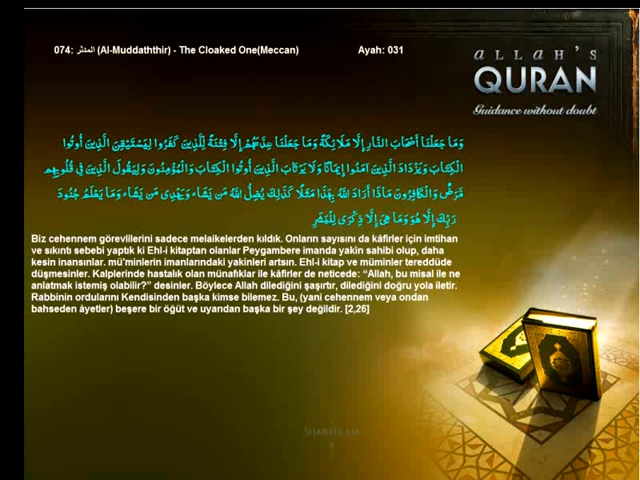 074: المدثر (Al-Muddaththir) - The Cloaked One(Meccan) Ayah: 031
ALLAH'S
QURAN
Guidance without doubt
وَمَا جَعَلْنَا أَصْحَابَ النَّارِ إِلَّا مَلَائِكَةً وَمَا جَعَلْنَا عِدَّتَهُمْ إِلَّا فِتْنَةً لِّلَّذِينَ كَفَرُوا لِيَسْتَيْقِنَ الَّذِينَ أُوتُوا
الْكِتَابَ وَيَزْدَادَ الَّذِينَ آمَنُوا إِيمَانًا وَلَا يَرْتَابَ الَّذِينَ أُوتُوا الْكِتَابَ وَالْمُؤْمِنُونَ وَلِيَقُولَ الَّذِينَ فِي قُلُوبِهِم
مَّرَضٌ وَالْكَافِرُونَ مَاذَا أَرَادَ اللَّهُ بِهَذَا مَثَلًا كَذَلِكَ يُضِلُّ اللَّهُ مَن يَشَاء وَيَهْدِي مَن يَشَاء وَمَا يَعْلَمُ جُنُودَ
رَبِّكَ إِلَّا هُوَ وَمَا هِيَ إِلَّا ذِكْرَى لِلْبَشَرِ
Biz cehennem görevlilerini sadece melaikelerden kıldık. Onların sayısını da kâfirler için imtihan
ve sıkıntı sebebi yaptık ki Ehl-i kitaptan olanlar Peygambere imanda yakin sahibi olup, daha
kesin inansınlar. mü'minlerin imanlarındaki yakinleri artsın. Ehl-i kitap ve müminler tereddüde
düşmesinler. Kalplerinde hastalık olan münafıklar ile kâfirler de neticede: “Allah, bu misal ile ne
anlatmak istemiş olabilir?” desinler. Böylece Allah dilediğini şaşırtır, dilediğini doğru yola iletir.
Rabbinin ordularını Kendisinden başka kimse bilemez. Bu, (yani cehennem veya ondan
bahseden âyetler) beşere bir öğüt ve uyarıdan başka bir şey değildir. [2,26]